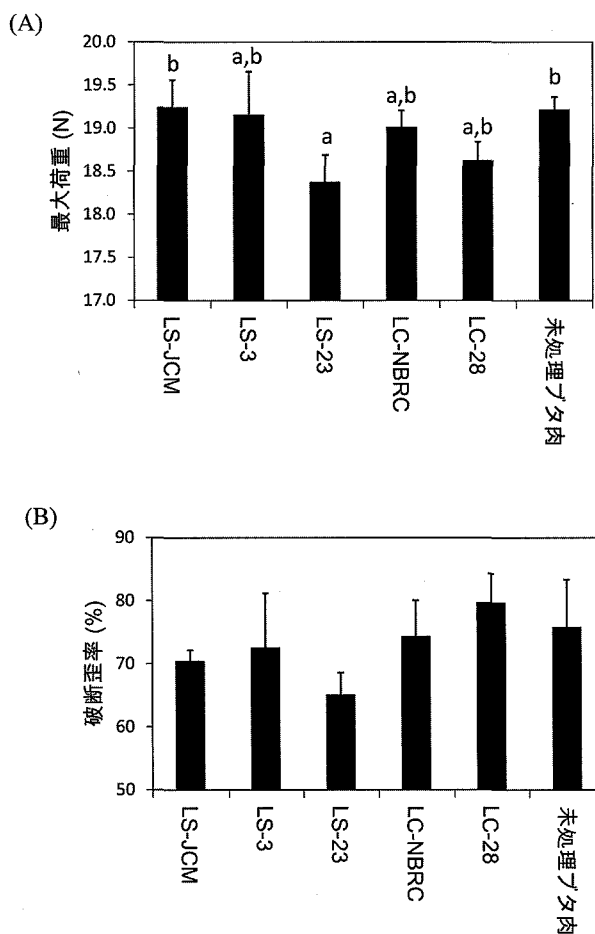 (A)
最大荷重 (N)
20.0
19.5
19.0
18.5
18.0
17.5
17.0
b
a,b
a
a,b
a,b
b
LS-JCM
LS-3
LS-23
LC-NBRC
LC-28
未処理ブタ肉
(B)
破断歪率 (%)
90
80
70
60
50
LS-JCM
LS-3
LS-23
LC-NBRC
LC-28
未処理ブタ肉